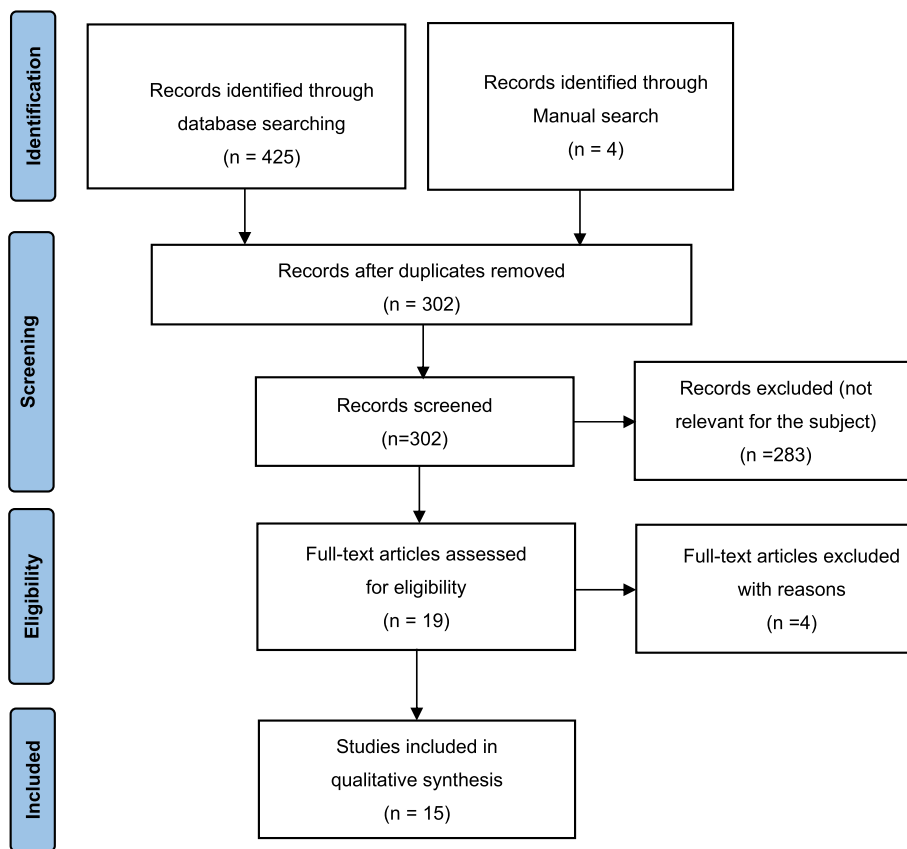 Identification
Records identified through
database searching
(n = 425)
Records identified through
Manual search
(n = 4)
Screening
Records after duplicates removed
(n = 302)
Records screened
(n=302)
Records excluded (not
relevant for the subject)
(n =283)
Eligibility
Full-text articles assessed
for eligibility
(n = 19)
Full-text articles excluded
with reasons
(n =4)
Included
Studies included in
qualitative synthesis
(n = 15)